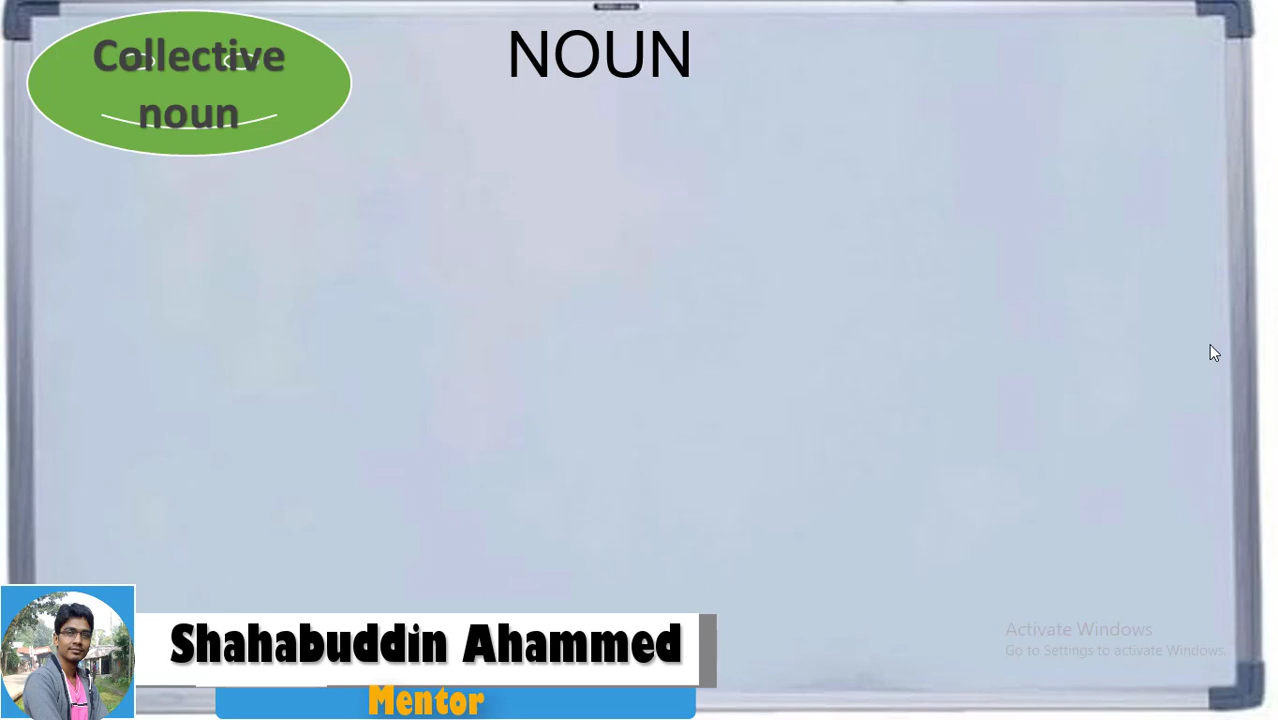 Collective
noun
NOUN
Shahabuddin Ahammed
Mentor
Activate Windows
Go to Settings to activate Windows.